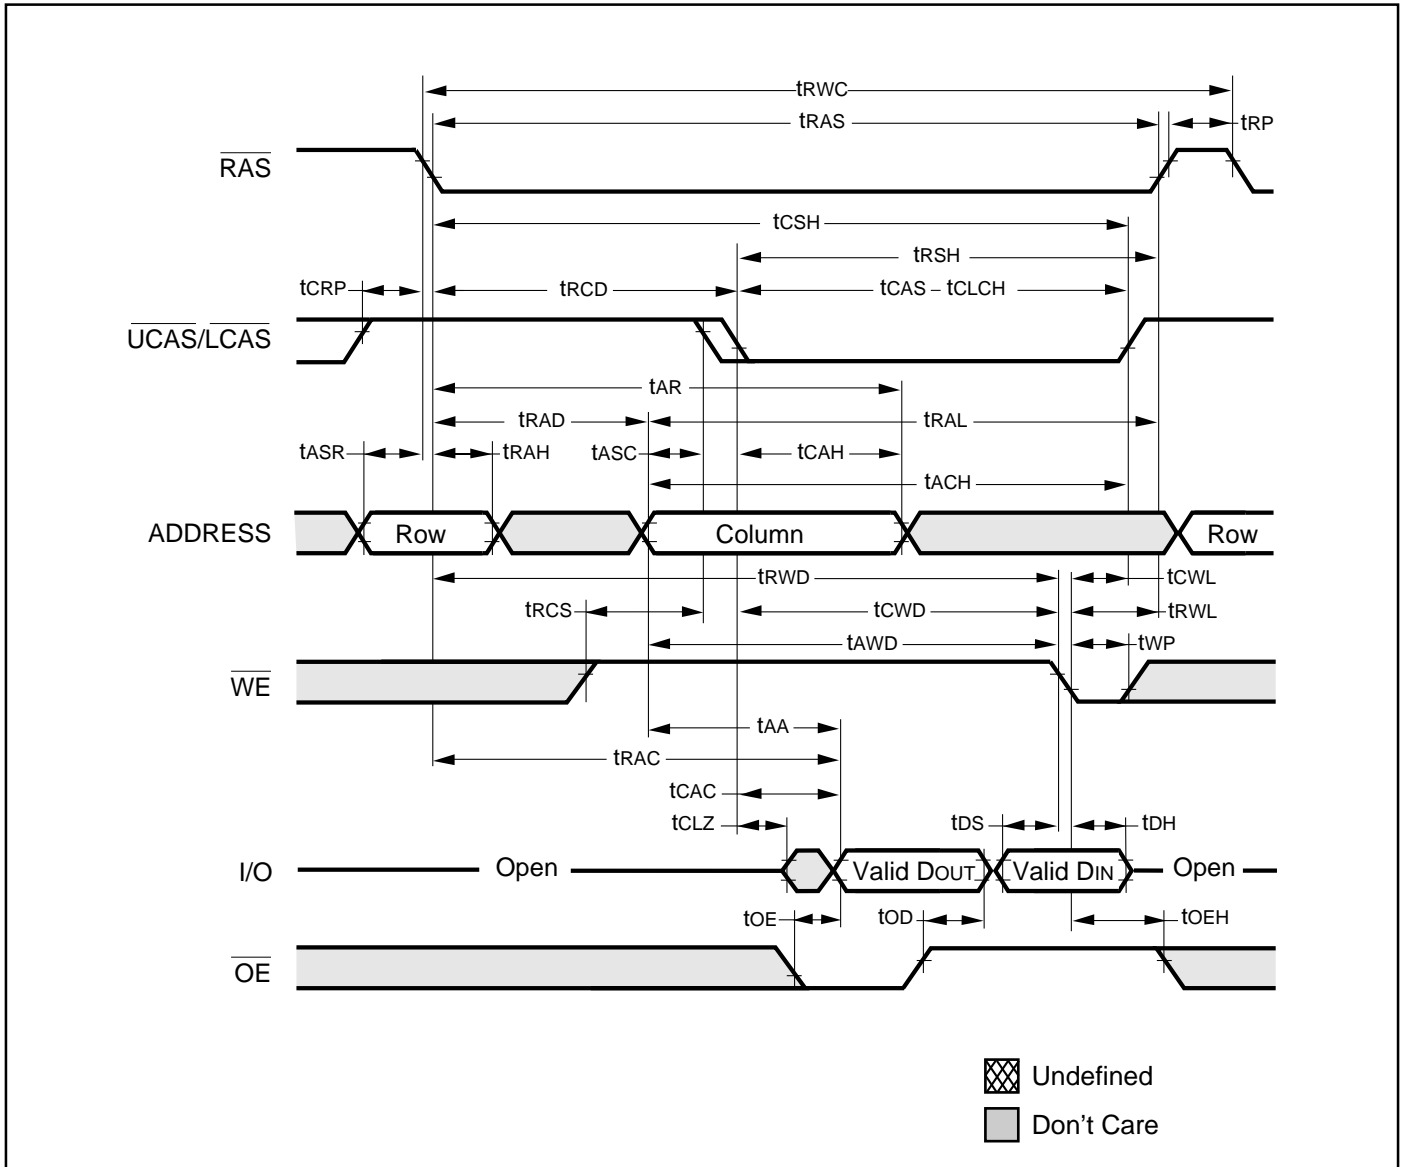 tRWC
tRAS
tRP
RAS
tCSH
tRSH
tCRP
tRCD
tCAS – tCLCH
UCAS/LCAS
tAR
tRAD
tRAL
tASR
tRAH
tASC
tCAH
tACH
ADDRESS
Row
Column
Row
tRWD
tCWL
tRCS
tCWD
tRWL
tAWD
tWP
WE
tAA
tRAC
tCAC
tCLZ
tDS
tDH
I/O
Open
Valid DOUT
Valid DIN
Open
tOE
tOD
tOEH
OE
Undefined
Don't Care